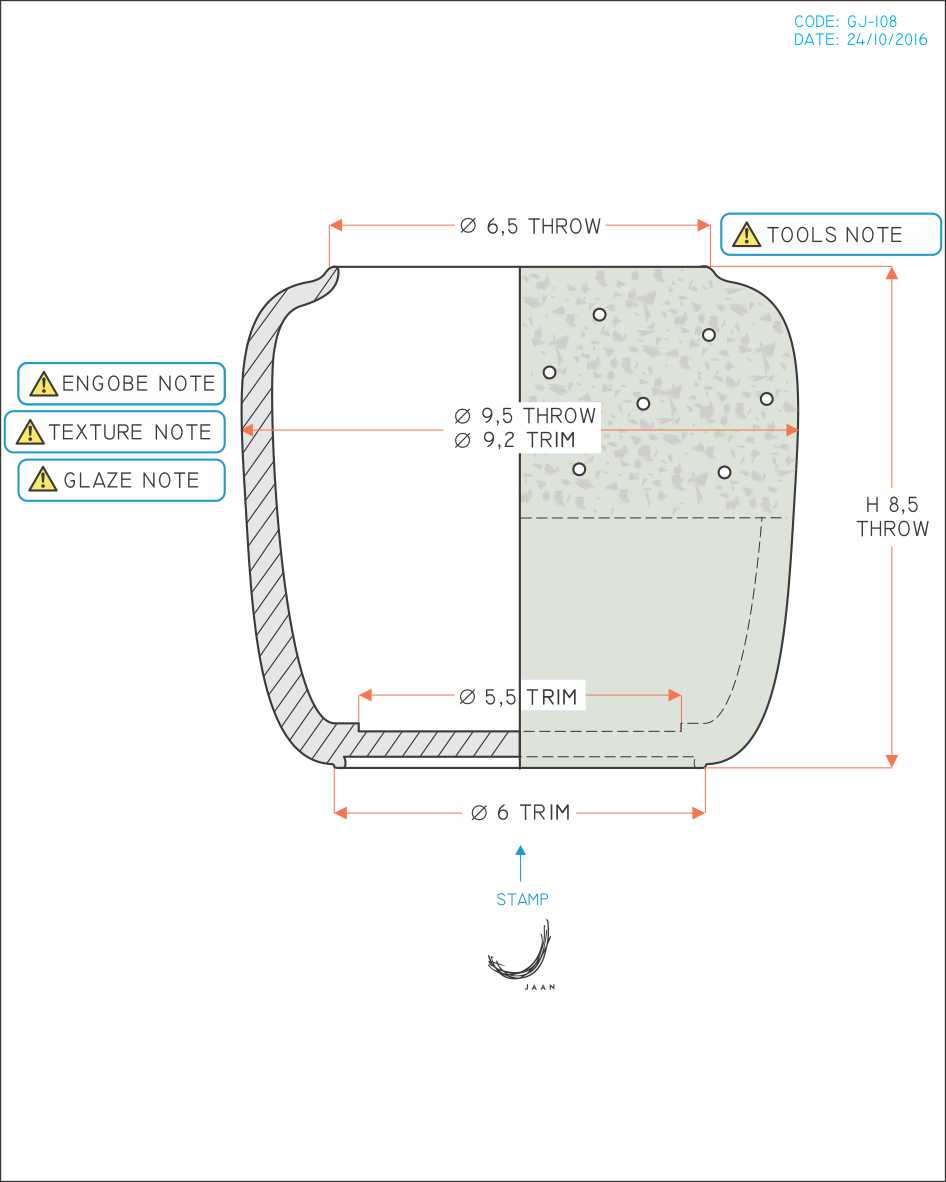 CODE: GJ-108
DATE: 24/10/2016
Ø 6,5 THROW
TOOLS NOTE
ENGOBE NOTE
TEXTURE NOTE
GLAZE NOTE
Ø 9,5 THROW
Ø 9,2 TRIM
H 8,5
THROW
Ø 5,5 TRIM
Ø 6 TRIM
STAMP
JAAN